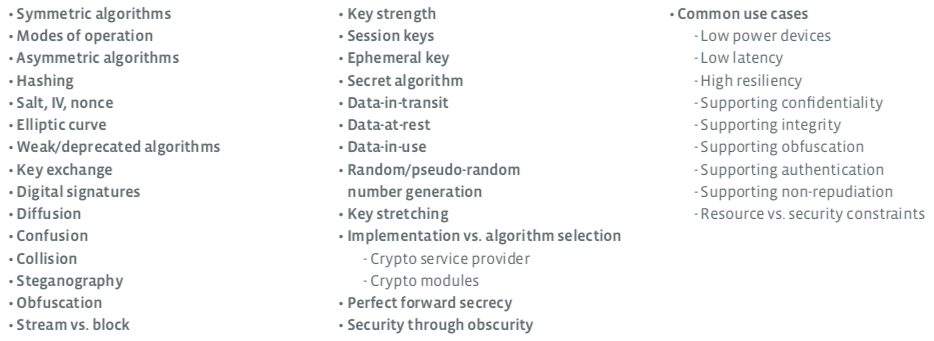 • Symmetric algorithms
• Modes of operation
• Asymmetric algorithms
• Hashing
• Salt, IV, nonce
• Elliptic curve
• Weak/deprecated algorithms
• Key exchange
• Digital signatures
• Diffusion
• Confusion
• Collision
• Steganography
• Obfuscation
• Stream vs. block
• Key strength
• Session keys
• Ephemeral key
• Secret algorithm
• Data-in-transit
• Data-at-rest
• Data-in-use
• Random/pseudo-random
number generation
• Key stretching
• Implementation vs. algorithm selection
- Crypto service provider
- Crypto modules
• Perfect forward secrecy
• Security through obscurity
• Common use cases
- Low power devices
- Low latency
- High resiliency
- Supporting confidentiality
- Supporting integrity
- Supporting obfuscation
- Supporting authentication
- Supporting non-repudiation
- Resource vs. security constraints